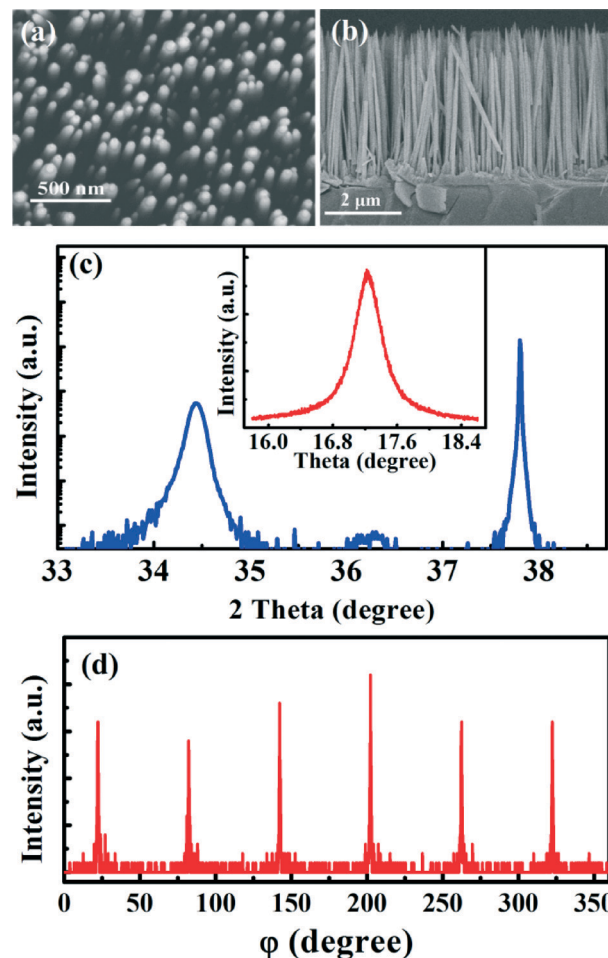 (a)
500 nm
(b)
2 μm
(c)
Intensity (a.u.)
Intensity (a.u.)
16.0 16.8 17.6 18.4
Theta (degree)
33 34 35 36 37 38
2 Theta (degree)
(d)
Intensity (a.u.)
0 50 100 150 200 250 300 350
φ (degree)